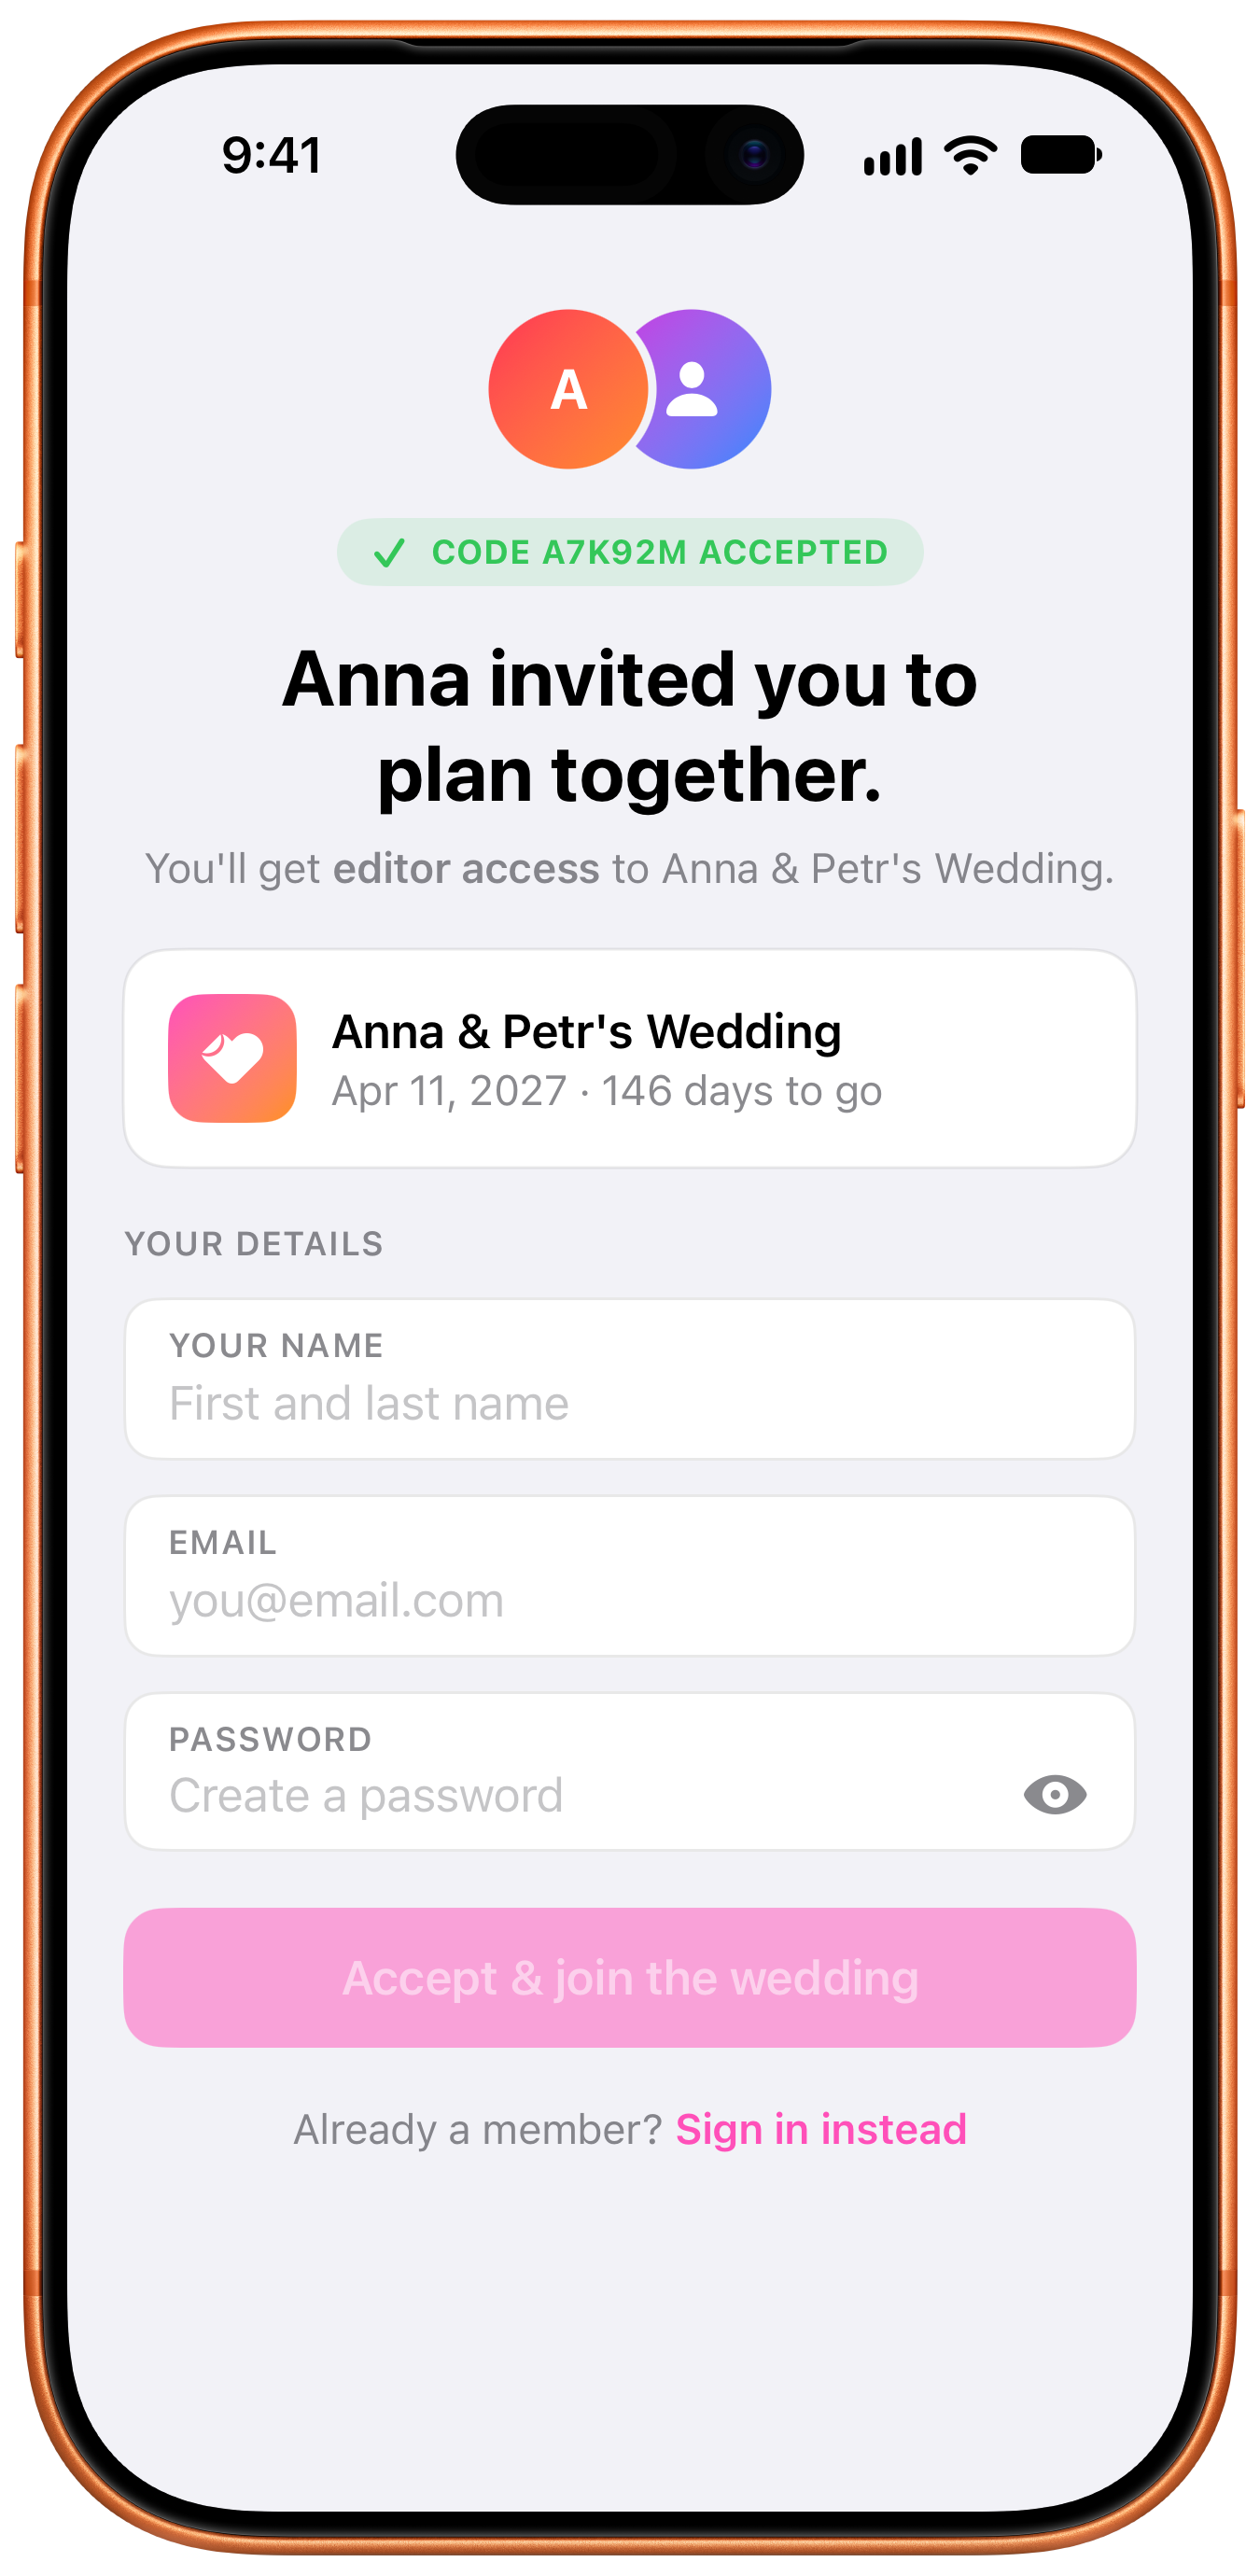 9:41
A
CODE A7K92M ACCEPTED
Anna invited you to
plan together.
You'll get editor access to Anna & Petr's Wedding.
Anna & Petr's Wedding
Apr 11, 2027 · 146 days to go
YOUR DETAILS
YOUR NAME
First and last name
EMAIL
you@email.com
PASSWORD
Create a password
Accept & join the wedding
Already a member? Sign in instead